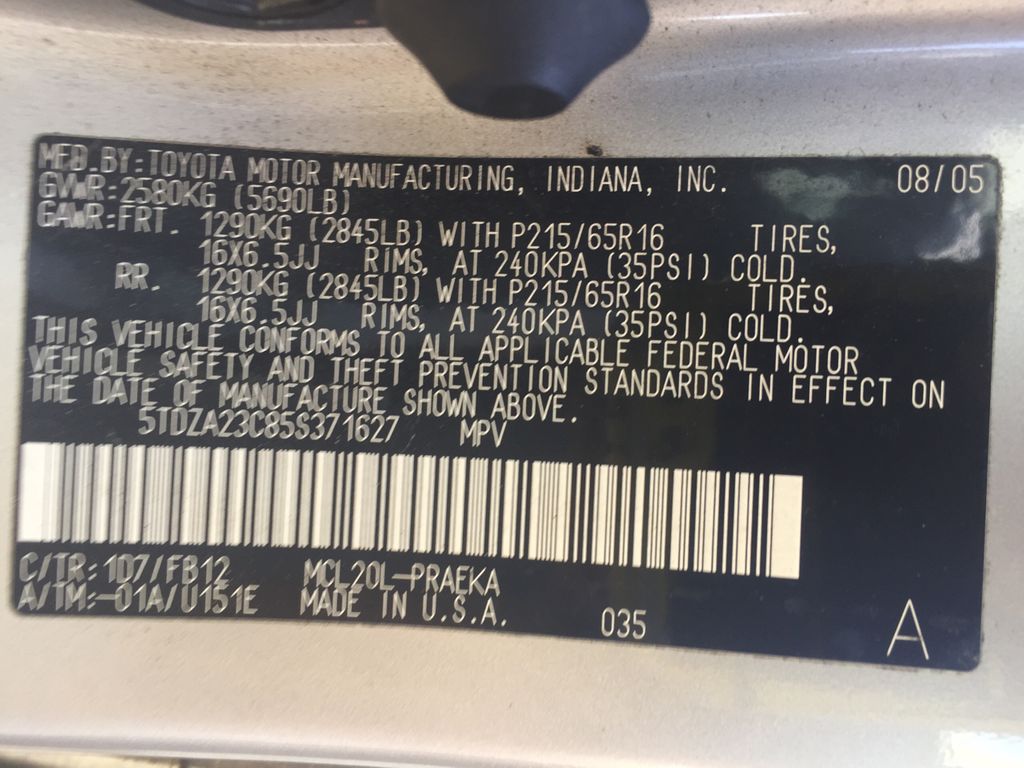 MFD.BY:TOYOTA MOTOR MANUFACTURING, INDIANA, INC. 08/05
GVWR:2580KG (5690LB)
GAWR:FRT. 1290KG (2845LB) WITH P215/65R16 TIRES,
16X6.5JJ RIMS, AT 240KPA (35PSI) COLD.
RR. 1290KG (2845LB) WITH P215/65R16 TIRES,
16X6.5JJ RIMS, AT 240KPA (35PSI) COLD.
THIS VEHICLE CONFORMS TO ALL APPLICABLE FEDERAL MOTOR
VEHICLE SAFETY AND THEFT PREVENTION STANDARDS IN EFFECT ON
THE DATE OF MANUFACTURE SHOWN ABOVE.
5TDZA23C85S371627 MPV
C/TR:1D7/FB12 MCL20L-PRAEKA
A/TM:-01A/U151E MADE IN U.S.A. 035 A